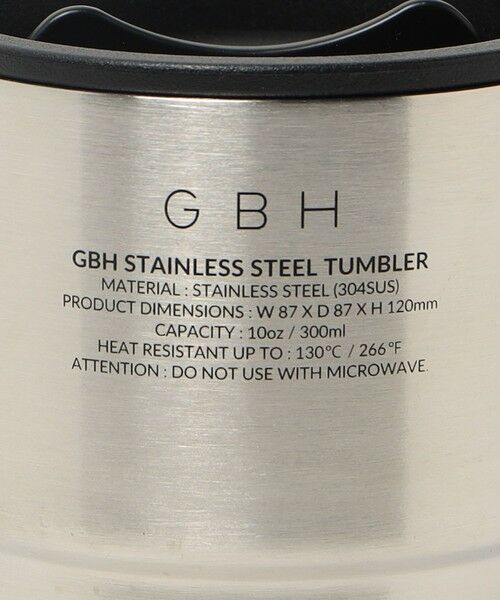 GBH
GBH STAINLESS STEEL TUMBLER
MATERIAL : STAINLESS STEEL (304SUS)
PRODUCT DIMENSIONS : W 87 X D 87 X H 120mm
CAPACITY : 10oz / 300ml
HEAT RESISTANT UP TO : 130℃ / 266℉
ATTENTION : DO NOT USE WITH MICROWAVE.